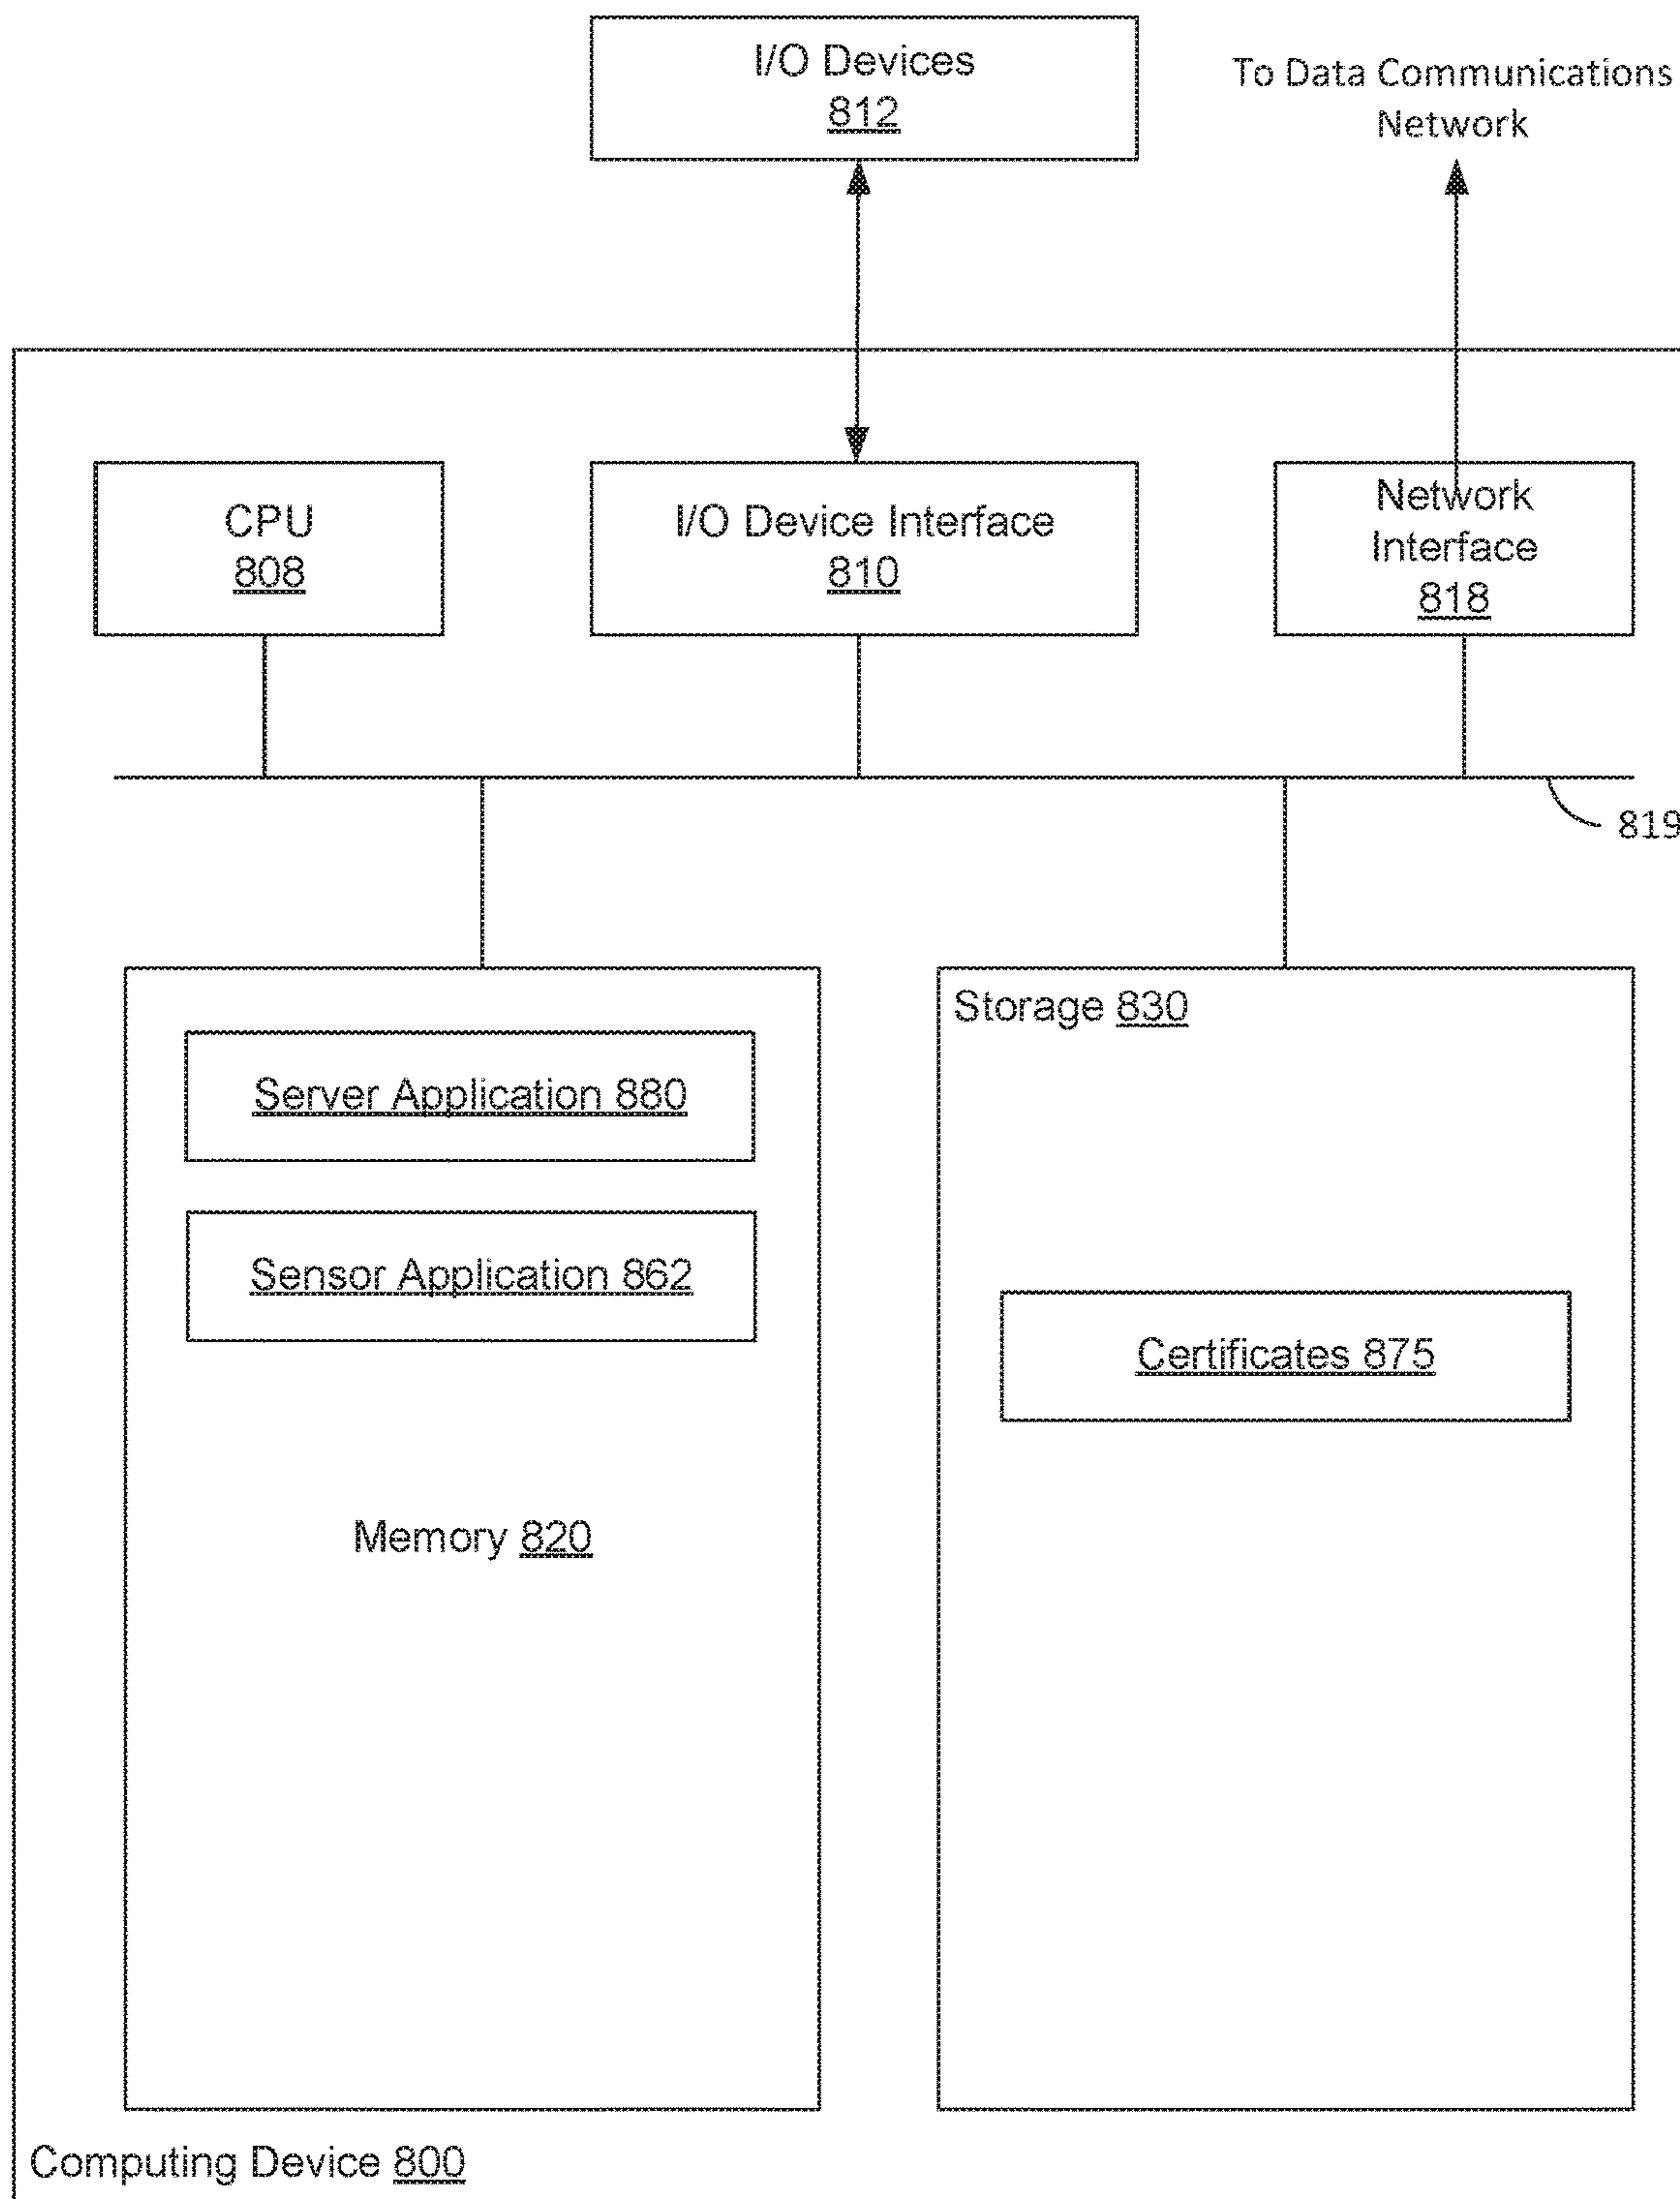 I/O Devices
812
To Data Communications
Network
CPU
808
I/O Device Interface
810
Network
Interface
818
819
Server Application 880
Sensor Application 862
Memory 820
Storage 830
Certificates 875
Computing Device 800